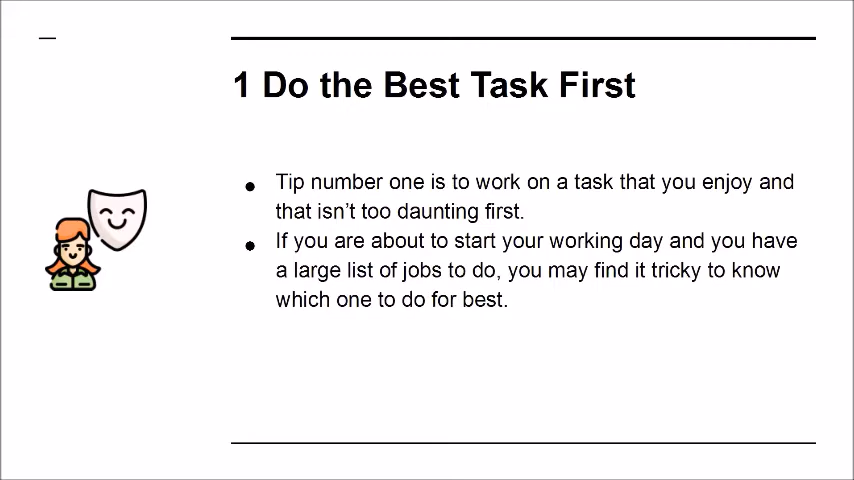 1 Do the Best Task First
● Tip number one is to work on a task that you enjoy and
that isn’t too daunting first.
● If you are about to start your working day and you have
a large list of jobs to do, you may find it tricky to know
which one to do for best.